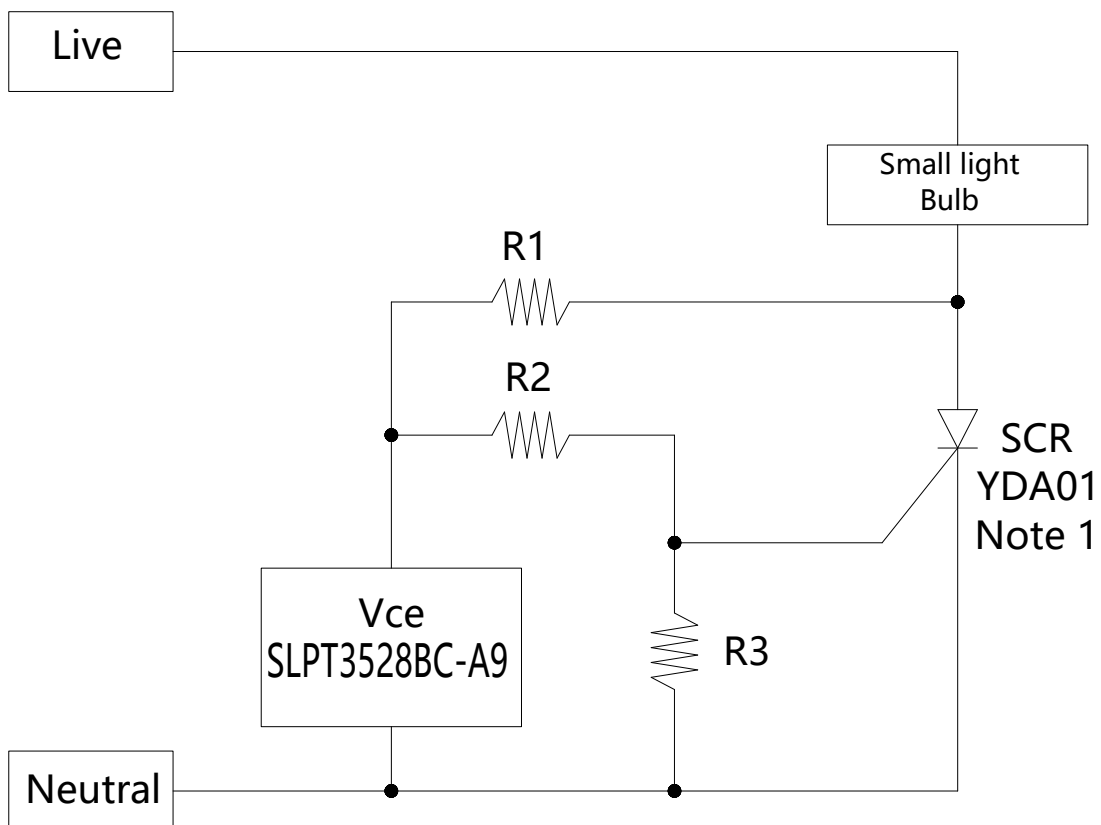 Live
Small light
Bulb
R1
R2
SCR
YDA01
Note 1
Vce
SLPT3528BC-A9
R3
Neutral